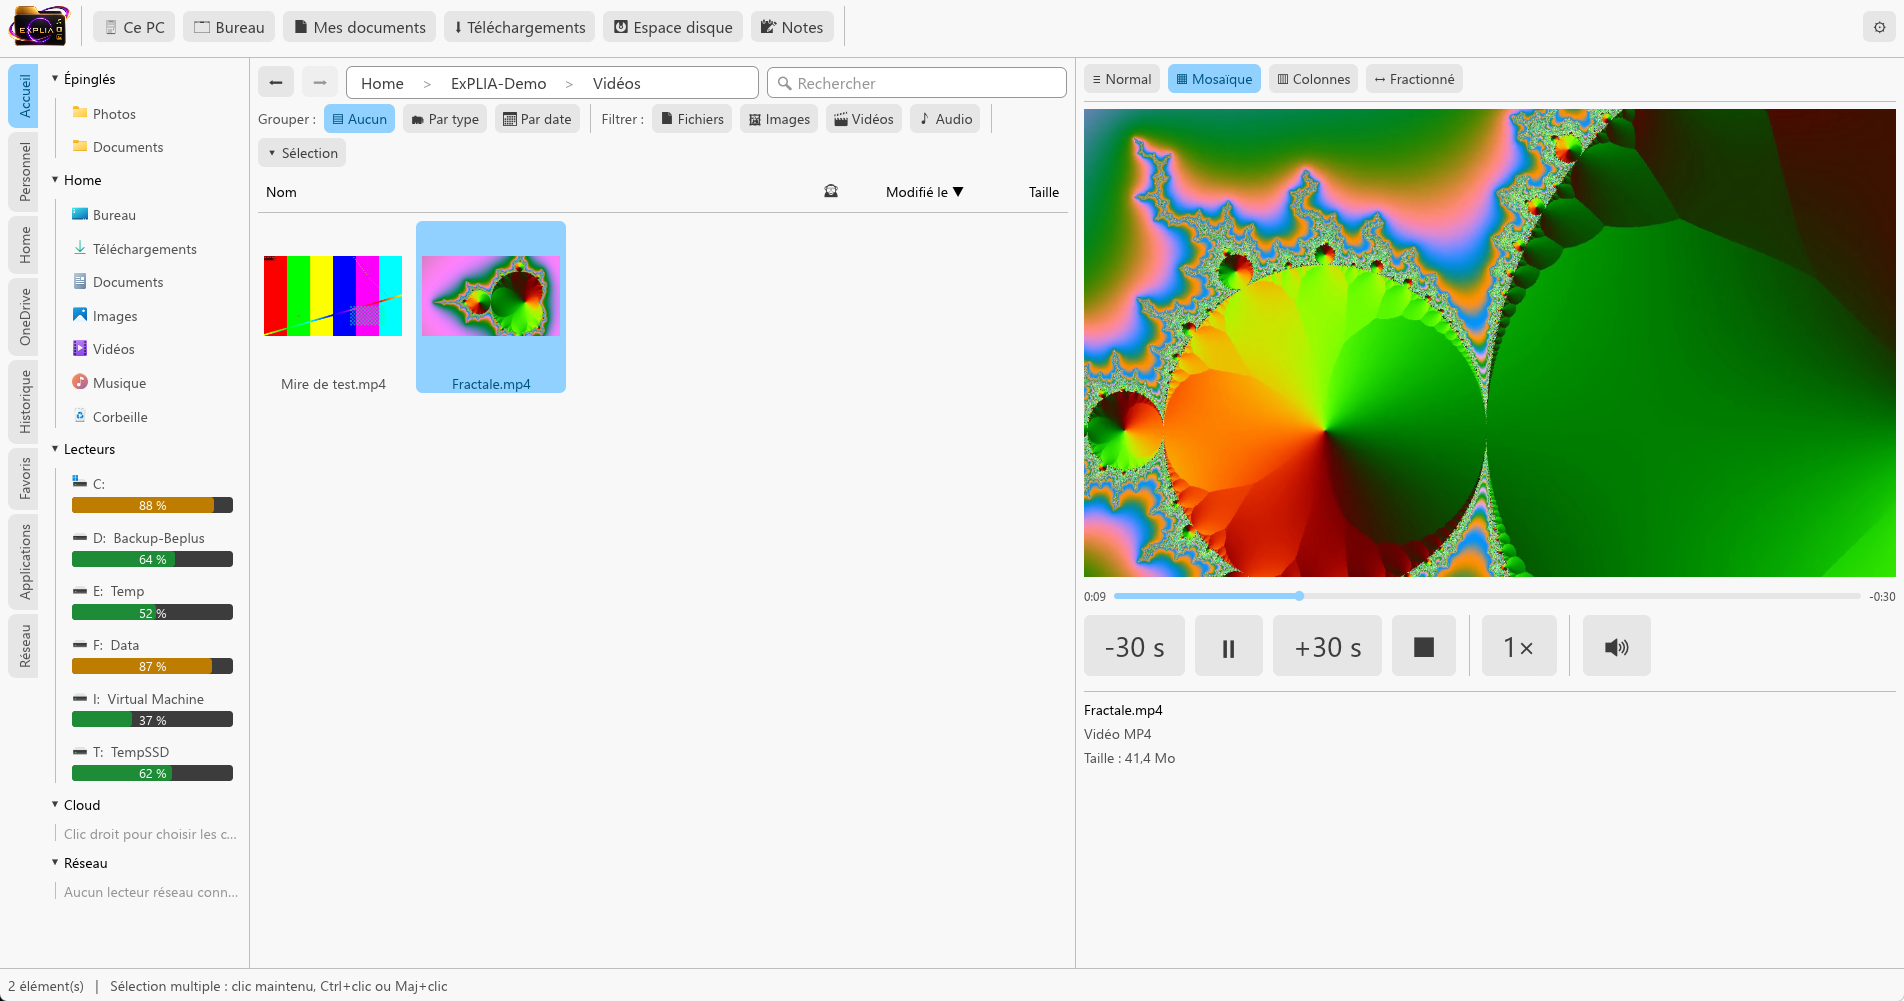 EXPLIA
Ce PC
Bureau
Mes documents
Téléchargements
Espace disque
Notes
Accueil
Personnel
Home
OneDrive
Historique
Favoris
Applications
Réseau
Épinglés
Photos
Documents
Home
Bureau
Téléchargements
Documents
Images
Vidéos
Musique
Corbeille
Lecteurs
C:
88 %
D: Backup-Beplus
64 %
E: Temp
52 %
F: Data
87 %
I: Virtual Machine
37 %
T: TempSSD
62 %
Cloud
Clic droit pour choisir les c...
Réseau
Aucun lecteur réseau conn...
Home > ExPLIA-Demo > Vidéos
Rechercher
Grouper : Aucun Par type Par date Filtrer : Fichiers Images Vidéos Audio
Sélection
Nom Modifié le ▼ Taille
Mire de test.mp4
Fractale.mp4
Normal Mosaïque Colonnes Fractionné
0:09 -0:30
-30 s +30 s 1×
Fractale.mp4
Vidéo MP4
Taille : 41,4 Mo
2 élément(s) | Sélection multiple : clic maintenu, Ctrl+clic ou Maj+clic